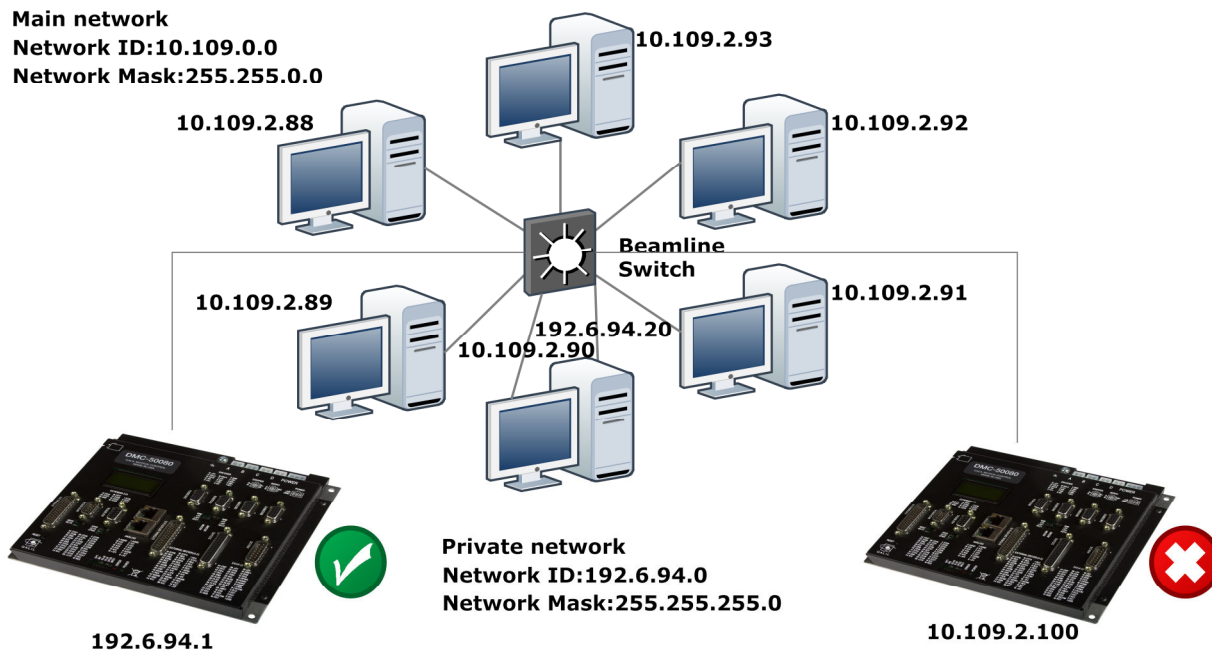 Main network
Network ID:10.109.0.0
Network Mask:255.255.0.0
10.109.2.93
10.109.2.88
10.109.2.92
Beamline
Switch
10.109.2.89
10.109.2.91
192.6.94.20
10.109.2.90
DMC-50080
POWER
DMC-50080
POWER
Private network
Network ID:192.6.94.0
Network Mask:255.255.255.0
192.6.94.1
10.109.2.100